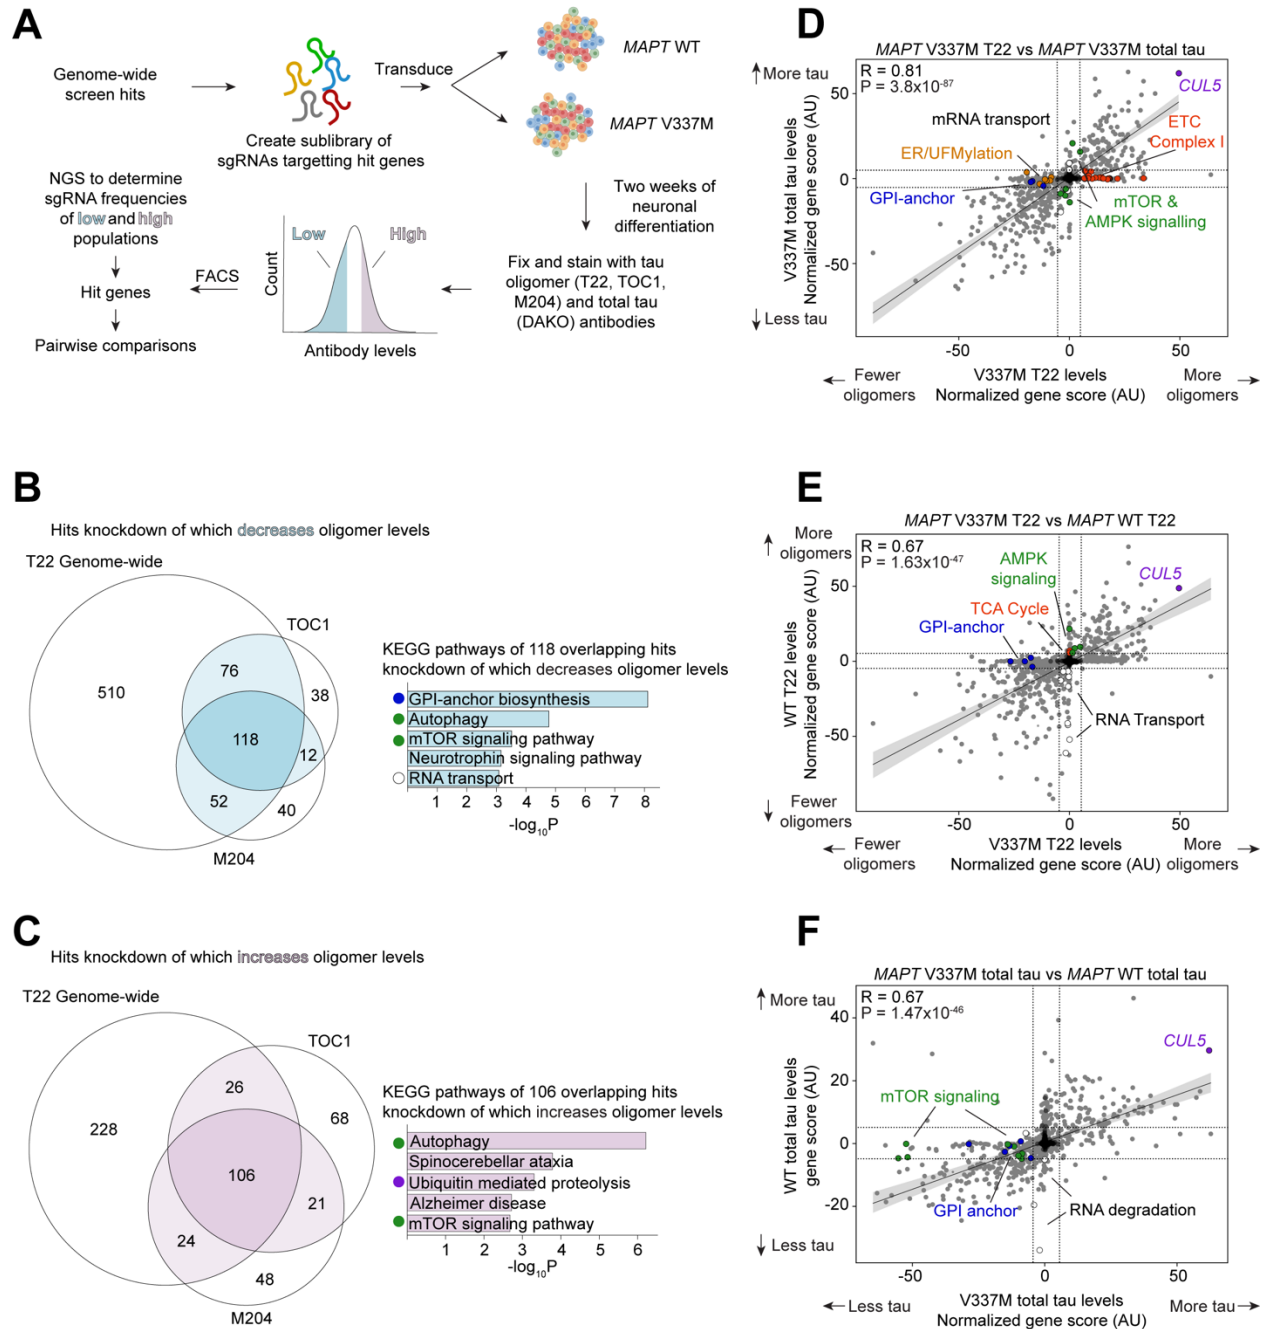 A
Genome-wide
screen hits
Create sublibrary of
sgRNAs targetting hit genes
Transduce
MAPT WT
MAPT V337M
Two weeks of
neuronal
differentiation
Fix and stain with tau
oligomer (T22, TOC1,
M204) and total tau
(DAKO) antibodies
Low
High
Count
Antibody levels
FACS
NGS to determine
sgRNA frequencies
of low and high
populations
Hit genes
Pairwise comparisons
B
Hits knockdown of which decreases oligomer levels
T22 Genome-wide
TOC1
510
76
38
118
12
52
40
M204
KEGG pathways of 118 overlapping hits
knockdown of which decreases oligomer levels
GPI-anchor biosynthesis
Autophagy
mTOR signaling pathway
Neurotrophin signaling pathway
RNA transport
1 2 3 4 5 6 7 8
-log10P
C
Hits knockdown of which increases oligomer levels
T22 Genome-wide
TOC1
228
26
68
106
21
24
48
M204
KEGG pathways of 106 overlapping hits
knockdown of which increases oligomer levels
Autophagy
Spinocerebellar ataxia
Ubiquitin mediated proteolysis
Alzheimer disease
mTOR signaling pathway
1 2 3 4 5 6
-log10P
D
MAPT V337M T22 vs MAPT V337M total tau
↑ More tau
R = 0.81
P = 3.8x10-87
CUL5
mRNA transport
ETC
Complex I
ER/UFMylation
GPI-anchor
mTOR &
AMPK signalling
V337M total tau levels
Normalized gene score (AU)
50
0
-50
↓ Less tau
-50 0 50
← Fewer
oligomers
V337M T22 levels
Normalized gene score (AU)
More →
oligomers
E
MAPT V337M T22 vs MAPT WT T22
↑ More
oligomers
R = 0.67
P = 1.63x10-47
AMPK
signaling
CUL5
TCA Cycle
GPI-anchor
RNA Transport
WT T22 levels
Normalized gene score (AU)
50
0
-50
↓ Fewer
oligomers
-50 0 50
← Fewer
oligomers
V337M T22 levels
Normalized gene score (AU)
More →
oligomers
F
MAPT V337M total tau vs MAPT WT total tau
↑ More tau
R = 0.67
P = 1.47x10-46
CUL5
mTOR signaling
GPI anchor
RNA degradation
WT total tau levels
gene score (AU)
40
20
0
-20
↓ Less tau
-50 0 50
← Less tau
V337M total tau levels
Normalized gene score (AU)
More tau →